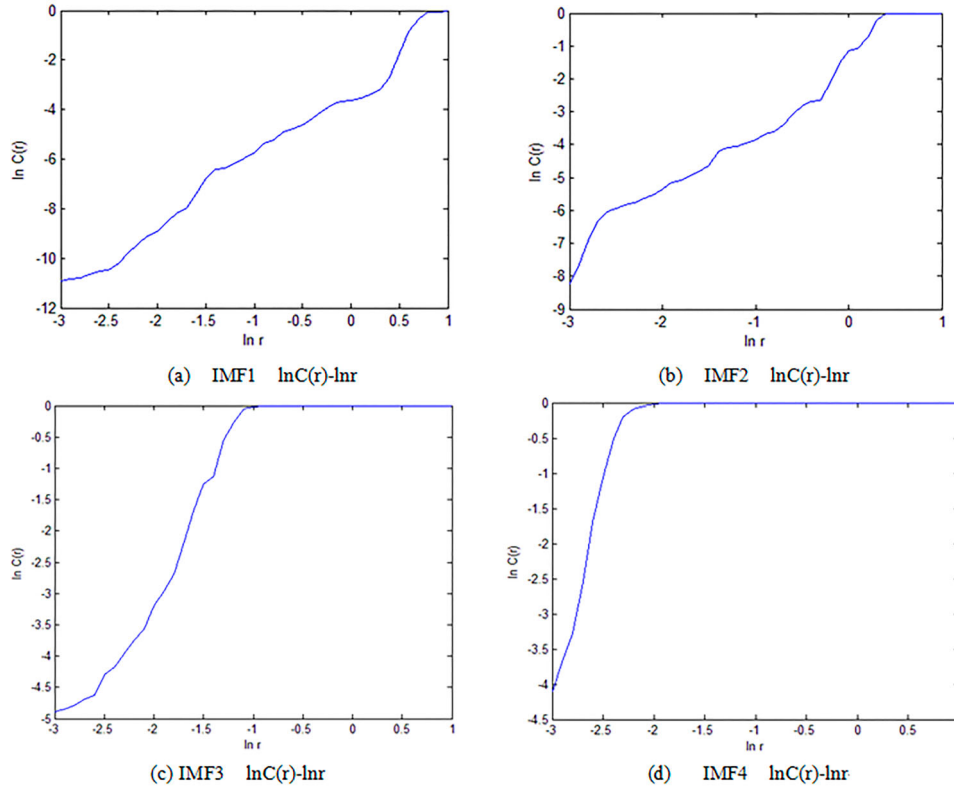 0
-2
-4
-6
-8
-10
-12
ln C(r)
-3 -2.5 -2 -1.5 -1 -0.5 0 0.5 1
ln r
(a) IMF1 lnC(r)-lnr
0
-1
-2
-3
-4
-5
-6
-7
-8
-9
ln C(r)
-3 -2 -1 0 1
ln r
(b) IMF2 lnC(r)-lnr
0
-0.5
-1
-1.5
-2
-2.5
-3
-3.5
-4
-4.5
-5
ln C(r)
-3 -2.5 -2 -1.5 -1 -0.5 0 0.5 1
ln r
(c) IMF3 lnC(r)-lnr
0
-0.5
-1
-1.5
-2
-2.5
-3
-3.5
-4
-4.5
ln C(r)
-3 -2.5 -2 -1.5 -1 -0.5 0 0.5
ln r
(d) IMF4 lnC(r)-lnr